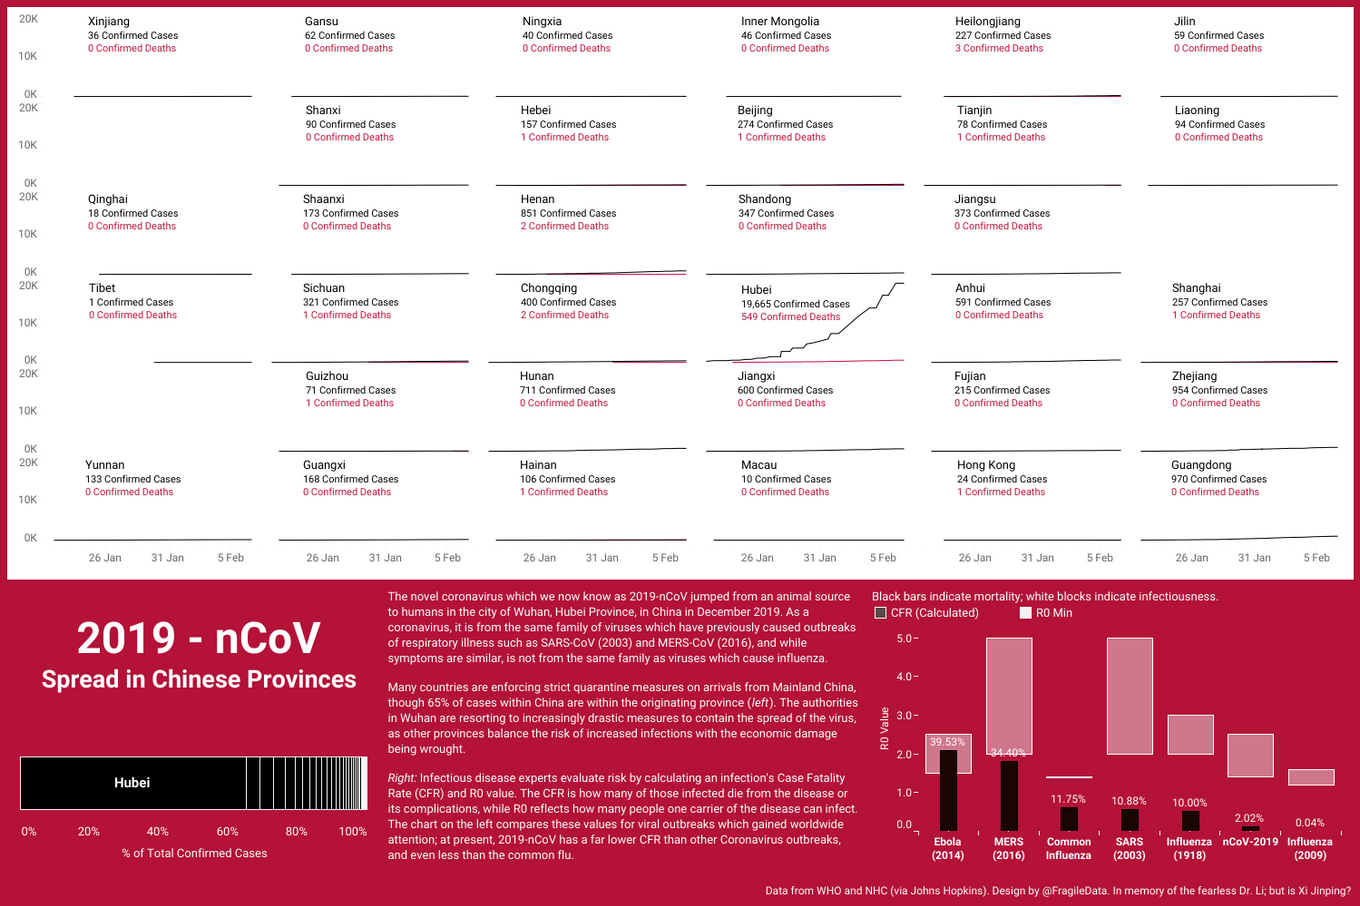 20K
10K
0K
Xinjiang
36 Confirmed Cases
0 Confirmed Deaths
Gansu
62 Confirmed Cases
0 Confirmed Deaths
Ningxia
40 Confirmed Cases
0 Confirmed Deaths
Inner Mongolia
46 Confirmed Cases
0 Confirmed Deaths
Heilongjiang
227 Confirmed Cases
3 Confirmed Deaths
Jilin
59 Confirmed Cases
0 Confirmed Deaths
20K
10K
0K
Shanxi
90 Confirmed Cases
0 Confirmed Deaths
Hebei
157 Confirmed Cases
1 Confirmed Deaths
Beijing
274 Confirmed Cases
1 Confirmed Deaths
Tianjin
78 Confirmed Cases
1 Confirmed Deaths
Liaoning
94 Confirmed Cases
0 Confirmed Deaths
20K
10K
0K
Qinghai
18 Confirmed Cases
0 Confirmed Deaths
Shaanxi
173 Confirmed Cases
0 Confirmed Deaths
Henan
851 Confirmed Cases
2 Confirmed Deaths
Shandong
347 Confirmed Cases
0 Confirmed Deaths
Jiangsu
373 Confirmed Cases
0 Confirmed Deaths
20K
10K
0K
Tibet
1 Confirmed Cases
0 Confirmed Deaths
Sichuan
321 Confirmed Cases
1 Confirmed Deaths
Chongqing
400 Confirmed Cases
2 Confirmed Deaths
Hubei
19,665 Confirmed Cases
549 Confirmed Deaths
Anhui
591 Confirmed Cases
0 Confirmed Deaths
Shanghai
257 Confirmed Cases
1 Confirmed Deaths
20K
10K
0K
Guizhou
71 Confirmed Cases
1 Confirmed Deaths
Hunan
711 Confirmed Cases
0 Confirmed Deaths
Jiangxi
600 Confirmed Cases
0 Confirmed Deaths
Fujian
215 Confirmed Cases
0 Confirmed Deaths
Zhejiang
954 Confirmed Cases
0 Confirmed Deaths
20K
10K
0K
Yunnan
133 Confirmed Cases
0 Confirmed Deaths
Guangxi
168 Confirmed Cases
0 Confirmed Deaths
Hainan
106 Confirmed Cases
1 Confirmed Deaths
Macau
10 Confirmed Cases
0 Confirmed Deaths
Hong Kong
24 Confirmed Cases
1 Confirmed Deaths
Guangdong
970 Confirmed Cases
0 Confirmed Deaths
26 Jan 31 Jan 5 Feb
26 Jan 31 Jan 5 Feb
26 Jan 31 Jan 5 Feb
26 Jan 31 Jan 5 Feb
26 Jan 31 Jan 5 Feb
26 Jan 31 Jan 5 Feb
2019 - nCoV
Spread in Chinese Provinces
Hubei
0% 20% 40% 60% 80% 100%
% of Total Confirmed Cases
The novel coronavirus which we now know as 2019-nCoV jumped from an animal source
to humans in the city of Wuhan, Hubei Province, in China in December 2019. As a
coronavirus, it is from the same family of viruses which have previously caused outbreaks
of respiratory illness such as SARS-CoV (2003) and MERS-CoV (2016), and while
symptoms are similar, is not from the same family as viruses which cause influenza.
Many countries are enforcing strict quarantine measures on arrivals from Mainland China,
though 65% of cases within China are within the originating province (left). The authorities
in Wuhan are resorting to increasingly drastic measures to contain the spread of the virus,
as other provinces balance the risk of increased infections with the economic damage
being wrought.
Right: Infectious disease experts evaluate risk by calculating an infection's Case Fatality
Rate (CFR) and R0 value. The CFR is how many of those infected die from the disease or
its complications, while R0 reflects how many people one carrier of the disease can infect.
The chart on the left compares these values for viral outbreaks which gained worldwide
attention; at present, 2019-nCoV has a far lower CFR than other Coronavirus outbreaks,
and even less than the common flu.
Black bars indicate mortality; white blocks indicate infectiousness.
CFR (Calculated) R0 Min
R0 Value
5.0
4.0
3.0
2.0
1.0
0.0
39.53%
34.40%
11.75%
10.88%
10.00%
2.02%
0.04%
Ebola
(2014)
MERS
(2016)
Common
Influenza
SARS
(2003)
Influenza
(1918)
nCoV-2019
Influenza
(2009)
Data from WHO and NHC (via Johns Hopkins). Design by @FragileData. In memory of the fearless Dr. Li; but is Xi Jinping?